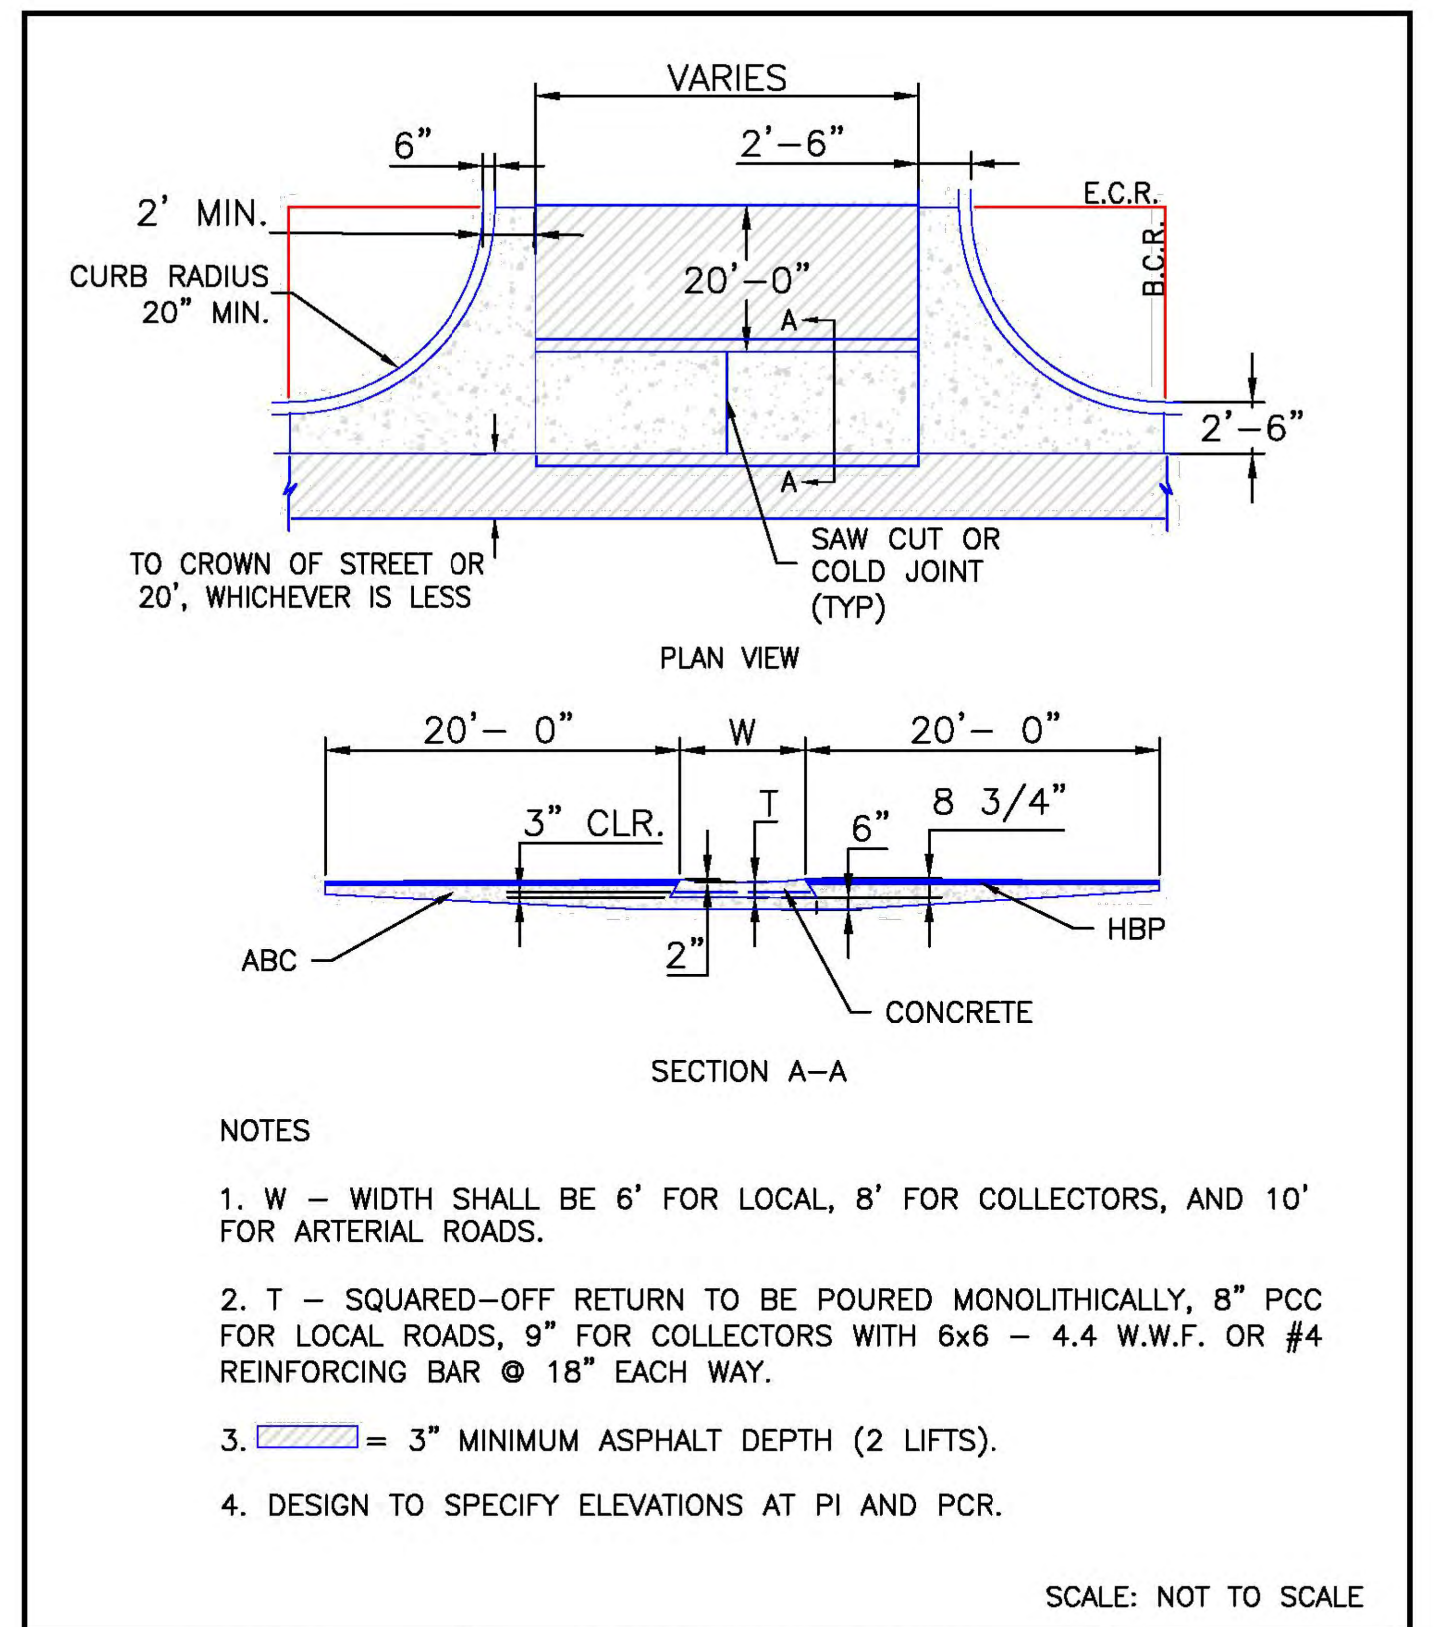 VARIES
6”
2’-6”
E.C.R.
2’ MIN.
B.C.R.
CURB RADIUS
20” MIN.
20’-0”
A
2’-6”
A
SAW CUT OR
COLD JOINT
(TYP)
TO CROWN OF STREET OR
20’, WHICHEVER IS LESS
PLAN VIEW
20’- 0”
W
20’- 0”
3” CLR.
T
6”
8 3/4”
2”
ABC
HBP
CONCRETE
SECTION A-A
NOTES
1. W - WIDTH SHALL BE 6’ FOR LOCAL, 8’ FOR COLLECTORS, AND 10’
FOR ARTERIAL ROADS.
2. T - SQUARED-OFF RETURN TO BE POURED MONOLITHICALLY, 8” PCC
FOR LOCAL ROADS, 9” FOR COLLECTORS WITH 6x6 - 4.4 W.W.F. OR #4
REINFORCING BAR @ 18” EACH WAY.
3. = 3” MINIMUM ASPHALT DEPTH (2 LIFTS).
4. DESIGN TO SPECIFY ELEVATIONS AT PI AND PCR.
SCALE: NOT TO SCALE